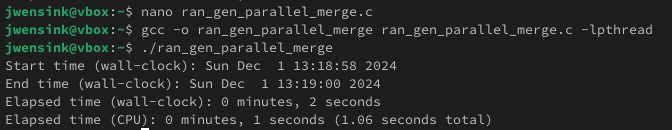 jwensink@vbox:~$ nano ran_gen_parallel_merge.c
jwensink@vbox:~$ gcc -o ran_gen_parallel_merge ran_gen_parallel_merge.c -lpthread
jwensink@vbox:~$ ./ran_gen_parallel_merge
Start time (wall-clock): Sun Dec  1 13:18:58 2024
End time (wall-clock): Sun Dec  1 13:19:00 2024
Elapsed time (wall-clock): 0 minutes, 2 seconds
Elapsed time (CPU): 0 minutes, 1 seconds (1.06 seconds total)